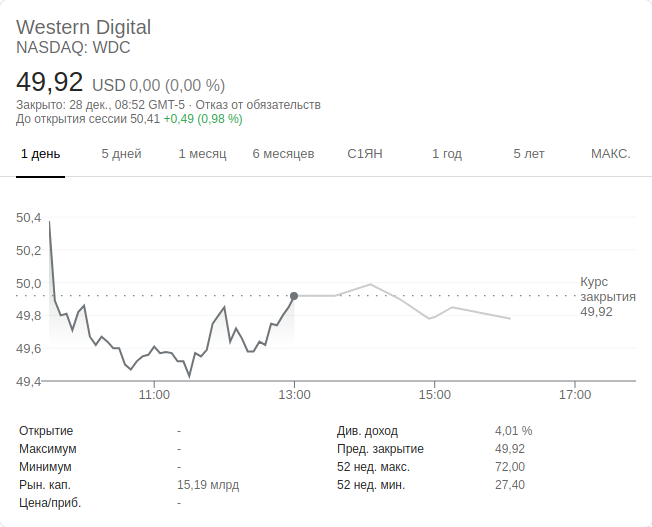 Western Digital
NASDAQ: WDC
49,92 USD 0,00 (0,00 %)
Закрыто: 28 дек., 08:52 GMT-5 · Отказ от обязательств
До открытия сессии 50,41 +0,49 (0,98 %)
1 день 5 дней 1 месяц 6 месяцев С1ЯН 1 год 5 лет МАКС.
50,4
50,2
50,0
49,8
49,6
49,4
Курс
закрытия
49,92
11:00 13:00 15:00 17:00
Открытие - Див. доход 4,01 %
Максимум - Пред. закрытие 49,92
Минимум - 52 нед. макс. 72,00
Рын. кап. 15,19 млрд 52 нед. мин. 27,40
Цена/приб. -